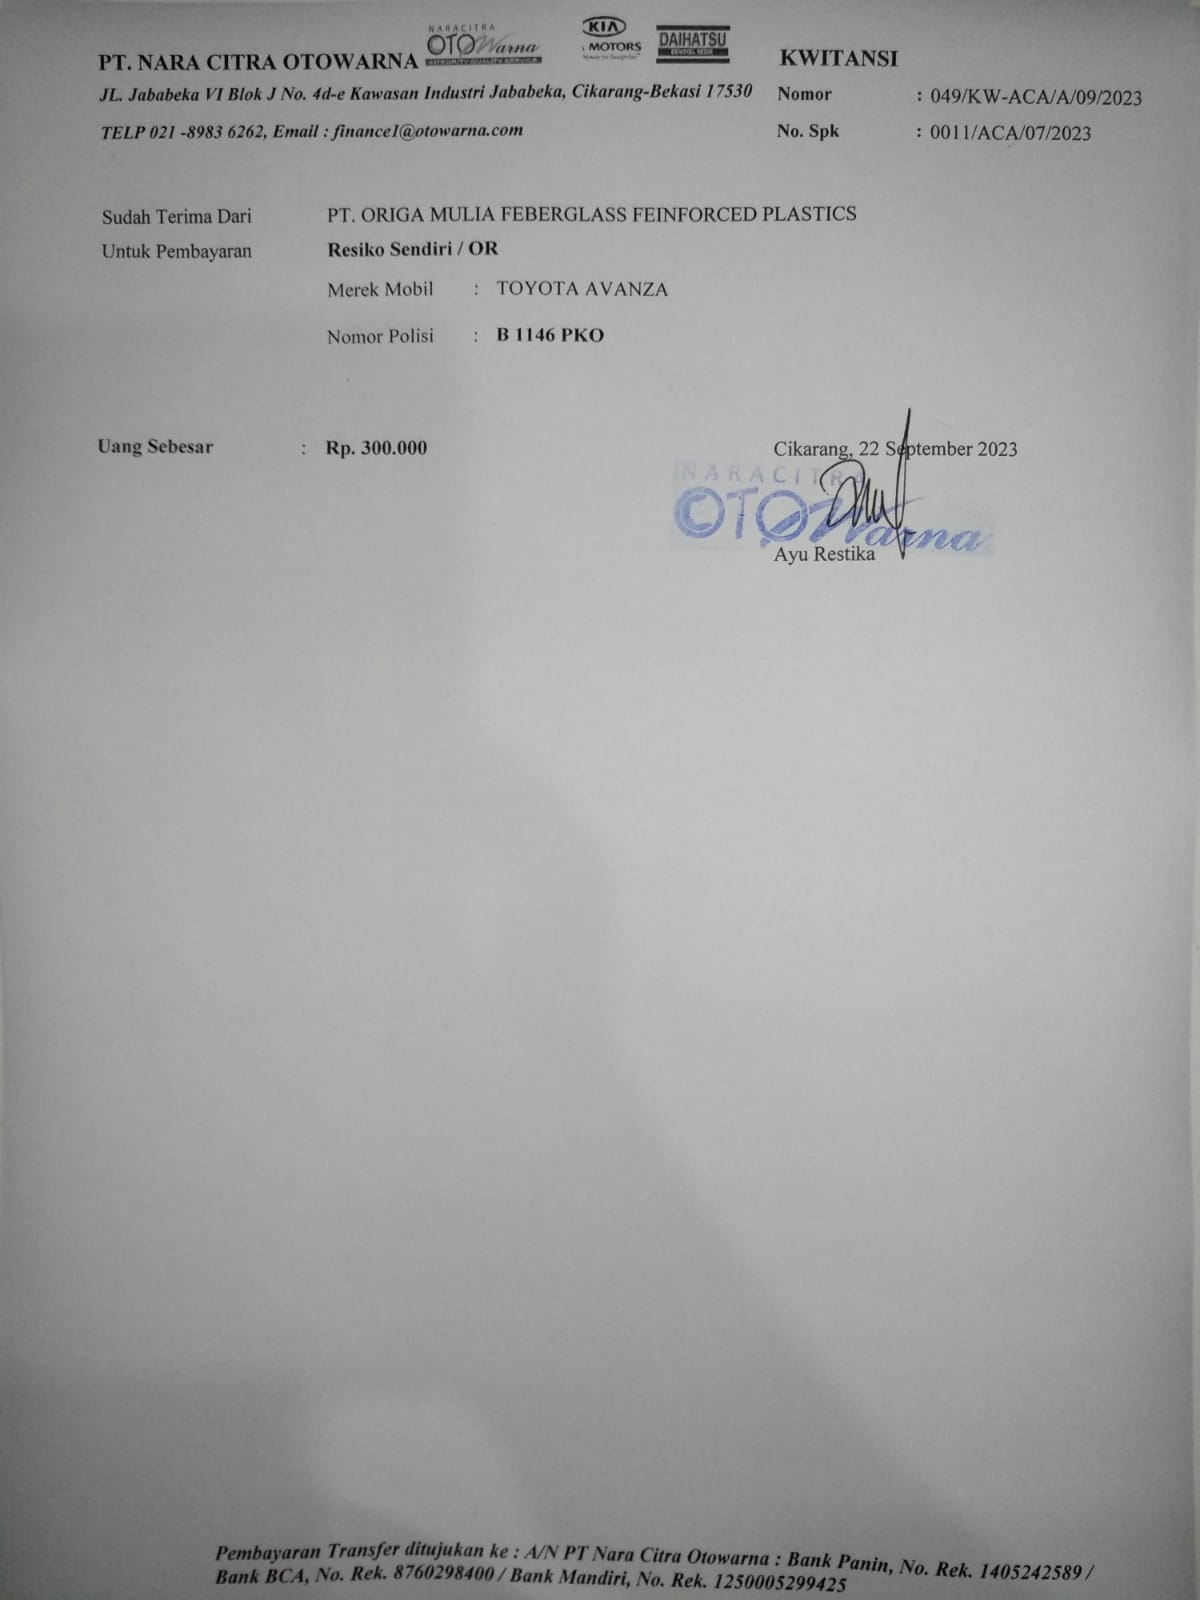 NARACITRA
OTOWarna
INTEGRITY QUALITY SERVICE
KIA
MOTORS
DAIHATSU
BENGKEL RESMI
PT. NARA CITRA OTOWARNA
KWITANSI
JL. Jababeka VI Blok J No. 4d-e Kawasan Industri Jababeka, Cikarang-Bekasi 17530
Nomor : 049/KW-ACA/A/09/2023
TELP 021 -8983 6262, Email : finance1@otowarna.com
No. Spk : 0011/ACA/07/2023
Sudah Terima Dari PT. ORIGA MULIA FEBERGLASS FEINFORCED PLASTICS
Untuk Pembayaran Resiko Sendiri / OR
Merek Mobil : TOYOTA AVANZA
Nomor Polisi : B 1146 PKO
Uang Sebesar : Rp. 300.000
Cikarang, 22 September 2023
NARACITRA
OTOWarna
Ayu Restika
Pembayaran Transfer ditujukan ke : A/N PT Nara Citra Otowarna : Bank Panin, No. Rek. 1405242589 /
Bank BCA, No. Rek. 8760298400 / Bank Mandiri, No. Rek. 1250005299425